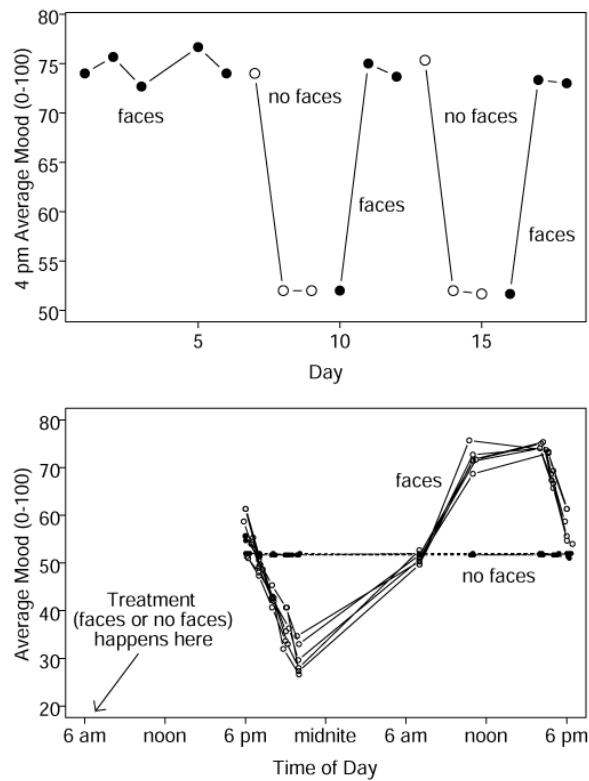 80
75
70
65
60
55
50
4 pm Average Mood (0-100)
faces
no faces
faces
no faces
faces
5
10
15
Day
80
70
60
50
40
30
20
Average Mood (0-100)
faces
no faces
Treatment
(faces or no faces)
happens here
6 am
noon
6 pm
midnite
6 am
noon
6 pm
Time of Day